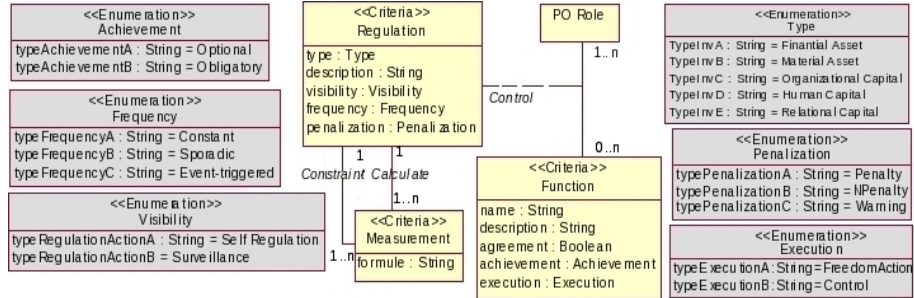 <<Enumeration>>
Achievement
typeAchievementA : String = Optional
typeAchievementB : String = Obligatory
<<Enumeration>>
Frequency
typeFrequencyA : String = Constant
typeFrequencyB : String = Sporadic
typeFrequencyC : String = Event-triggered
<<Enumeration>>
Visibility
typeRegulationActionA : String = Self Regulation
typeRegulationActionB = Surveillance
<<Criteria>>
Regulation
type : Type
description : String
visibility : Visibility
frequency : Frequency
penalization : Penalization
1
1
Constraint
Calculate
1..n
1..n
<<Criteria>>
Measurement
formule : String
PO Role
1..n
Control
0..n
<<Criteria>>
Function
name : String
description : String
agreement : Boolean
achievement : Achievement
execution : Execution
<<Enumeration>>
Type
TypeInvA : String = Finantial Asset
TypeInvB : String = Material Asset
TypeInvC : String = Organizational Capital
TypeInvD : String = Human Capital
TypeInvE : String = Relational Capital
<<Enumeration>>
Penalization
typePenalizationA : String = Penalty
typePenalizationB : String = NPenalty
typePenalizationC : String = Warning
<<Enumeration>>
Execution
typeExecutionA:String=FreedomAction
typeExecutionB:String=Control